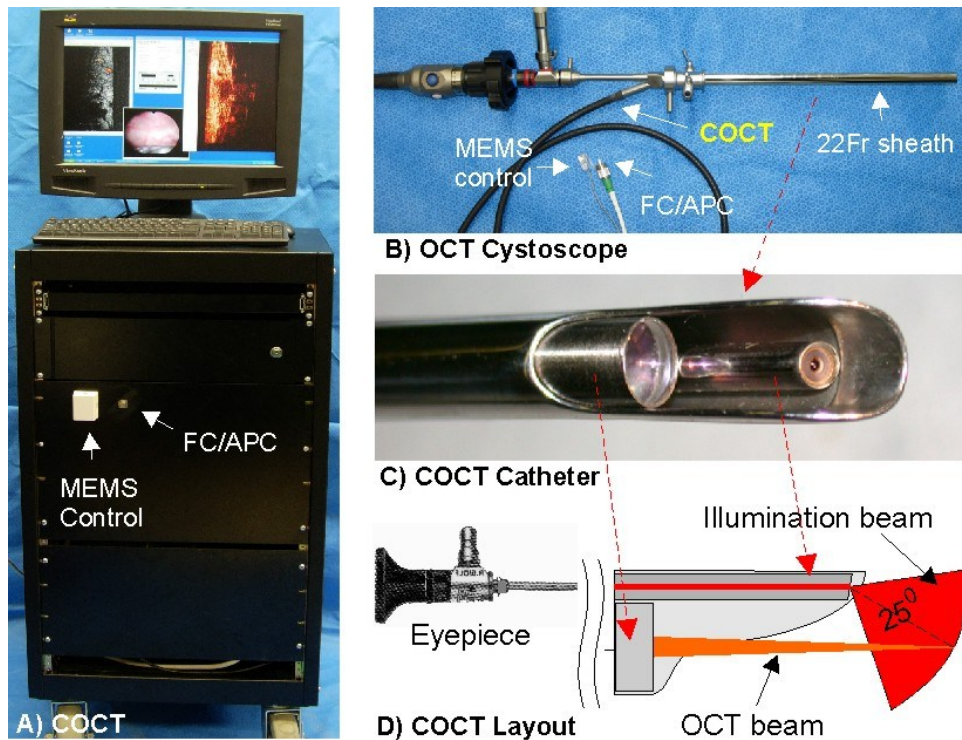 FC/APC
MEMS
Control
A) COCT
COCT
MEMS
control
FC/APC
22Fr sheath
B) OCT Cystoscope
C) COCT Catheter
Illumination beam
25⁰
Eyepiece
OCT beam
D) COCT Layout